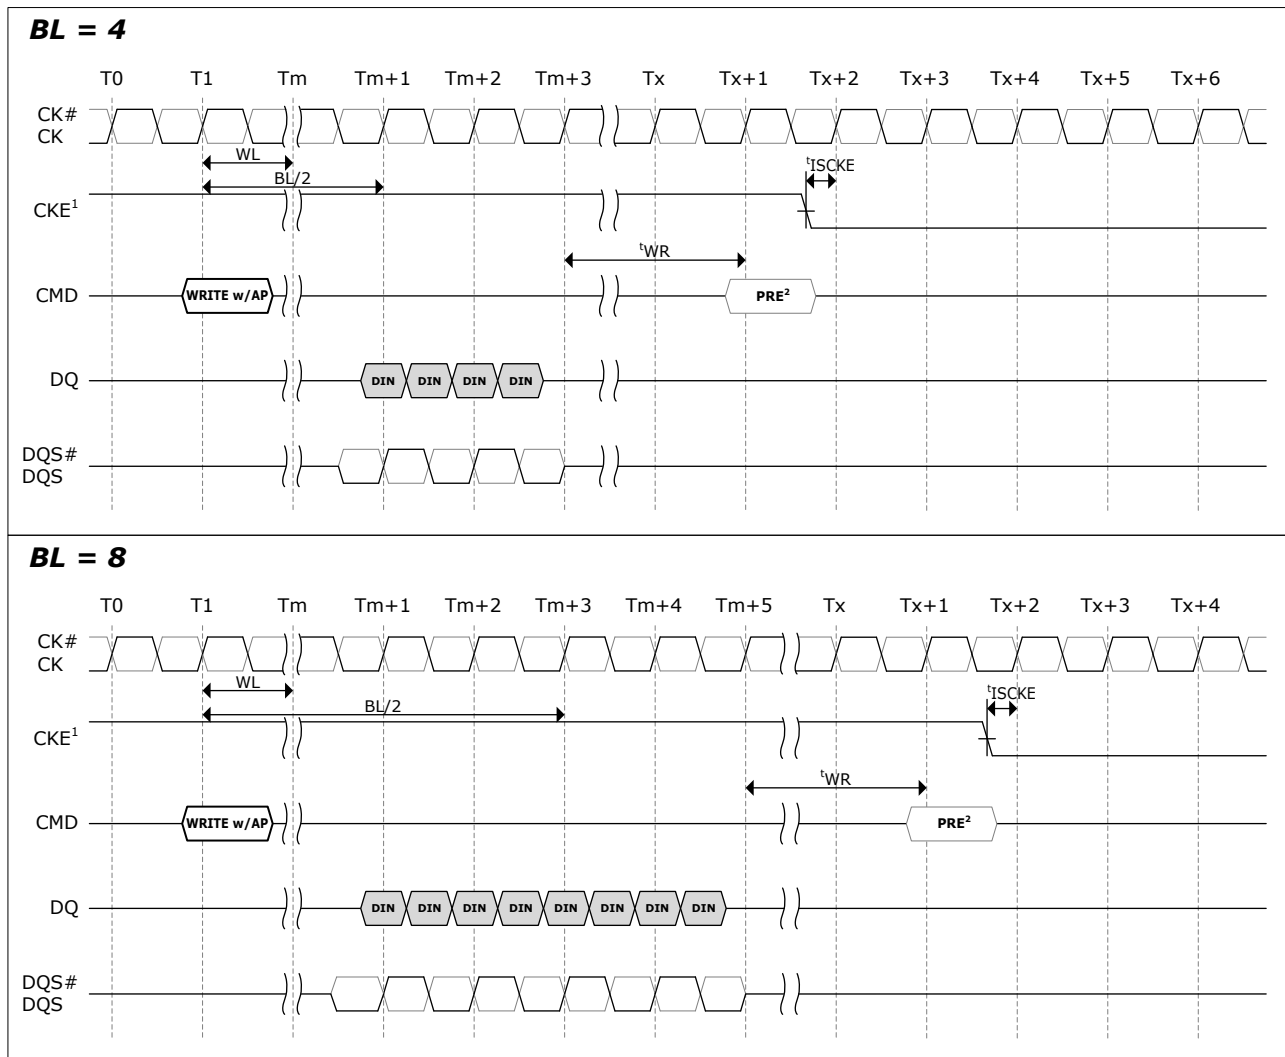 BL = 4
T0 T1 Tm Tm+1 Tm+2 Tm+3 Tx Tx+1 Tx+2 Tx+3 Tx+4 Tx+5 Tx+6
CK#
CK
WL
tISCKE
BL/2
CKE1
tWR
CMD WRITE w/AP PRE2
DQ DIN DIN DIN DIN
DQS#
DQS
BL = 8
T0 T1 Tm Tm+1 Tm+2 Tm+3 Tm+4 Tm+5 Tx Tx+1 Tx+2 Tx+3 Tx+4
CK#
CK
WL
tISCKE
BL/2
CKE1
tWR
CMD WRITE w/AP PRE2
DQ DIN DIN DIN DIN DIN DIN DIN DIN
DQS#
DQS